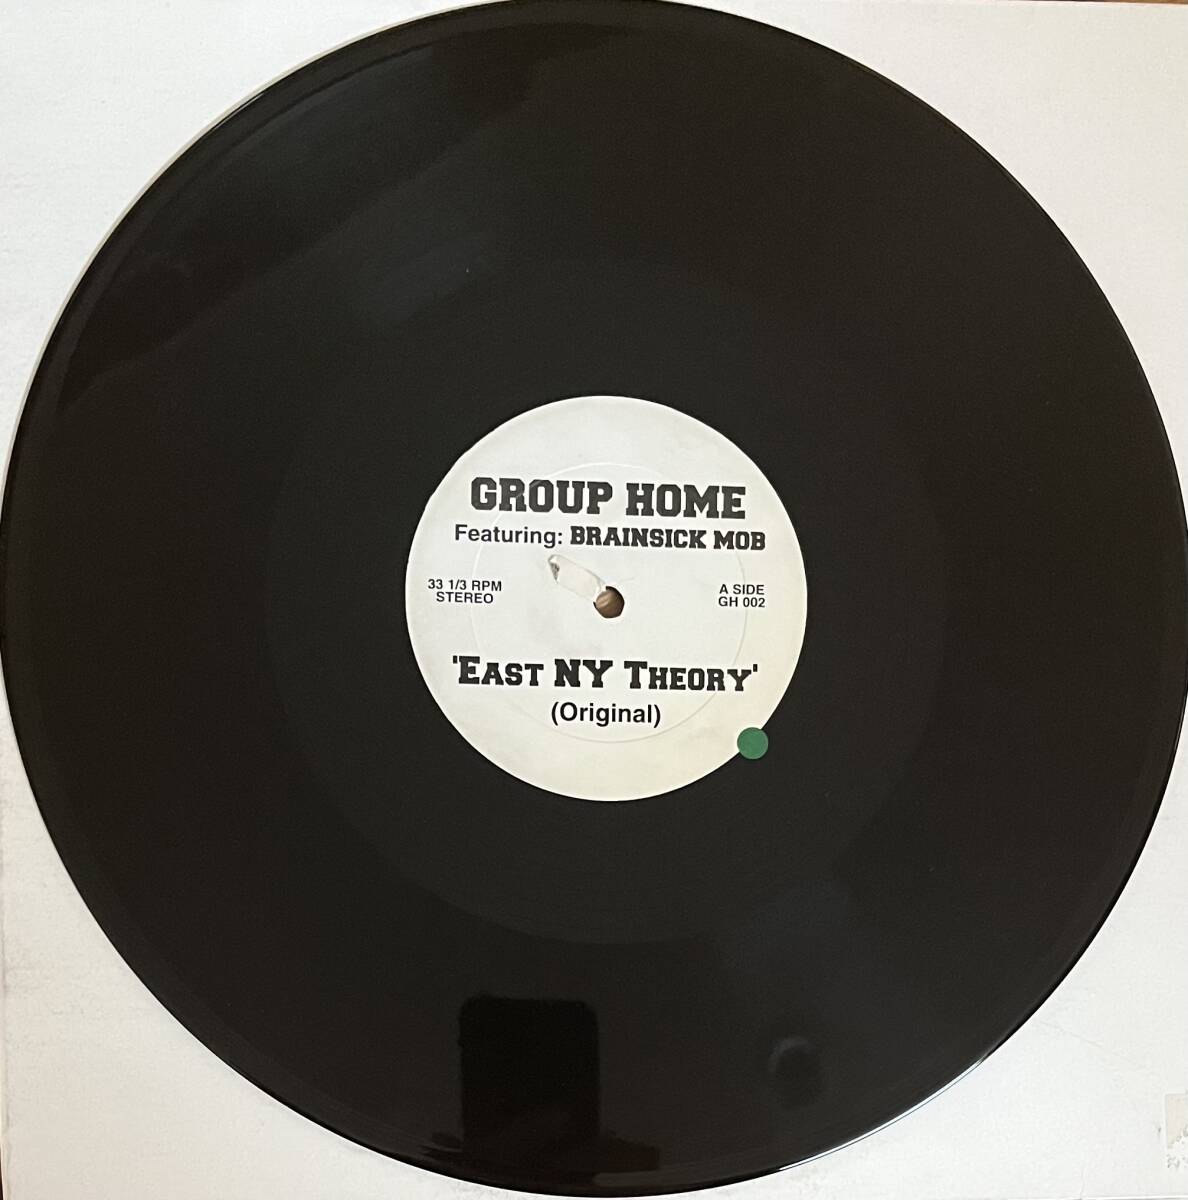 GROUP HOME
Featuring: BRAINSICK MOB
33 1/3 RPM
STEREO
A SIDE
GH 002
'EAST NY THEORY'
(Original)